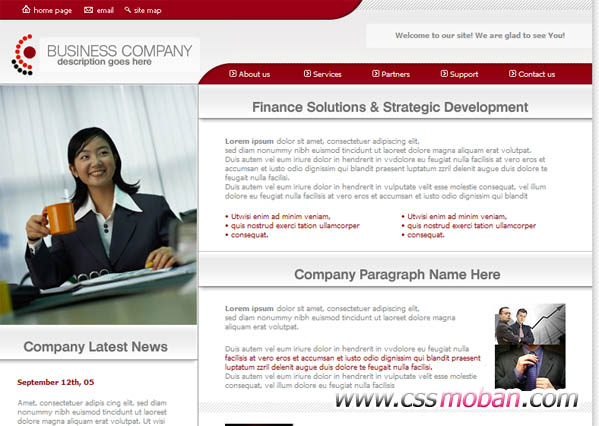 home page
email
site map
Welcome to our site! We are glad to see You!
BUSINESS COMPANY
description goes here
About us
Services
Partners
Support
Contact us
Finance Solutions & Strategic Development
Lorem ipsum dolor sit amet, consectetuer adipiscing elit,
sed diam nonummy nibh euismod tincidunt ut laoreet dolore magna aliquam erat volutpat.
Duis autem vel eum iriure dolor in hendrerit in vvdolore eu feugiat nulla facilisis at vero eros et
accumsan et iusto odio dignissim qui blandit praesent luptatum zzril delenit augue duis dolore te
feugait nulla facilisi.
Duis autem vel eum iriure dolor in hendrerit in vulputate velit esse molestie consequat, vel illum
dolore eu feugiat nulla facilisis at vero eros et accumsan et iusto odio dignissim qui blandit
• Utwisi enim ad minim veniam,
• quis nostrud exerci tation ullamcorper
• consequat.
• Utwisi enim ad minim veniam,
• quis nostrud exerci tation ullamcorper
• consequat.
Company Paragraph Name Here
Lorem ipsum dolor sit amet, consectetuer adipiscing elit,
sed diam nonummy nibh euismod tincidunt ut laoreet dolore magna
aliquam erat volutpat.
Duis autem vel eum iriure dolor in hendrerit in vvdolore eu feugiat nulla
facilisis at vero eros et accumsan et iusto odio dignissim qui blandit praesent
luptatum zzril delenit augue duis dolore te feugait nulla facilisi.
Duis autem vel eum iriure dolor in hendrerit in vulputate velit esse molestie
consequat, vel illum dolore eu feugiat nulla facilisis
Company Latest News
September 12th, 05
Amet, consectetuer adipiscing elit, sed diam
nonummy nibh euismod tincidunt ut laoreet
dolore magna aliquam erat volutpat. Ut wisi
www.cssmoban.com